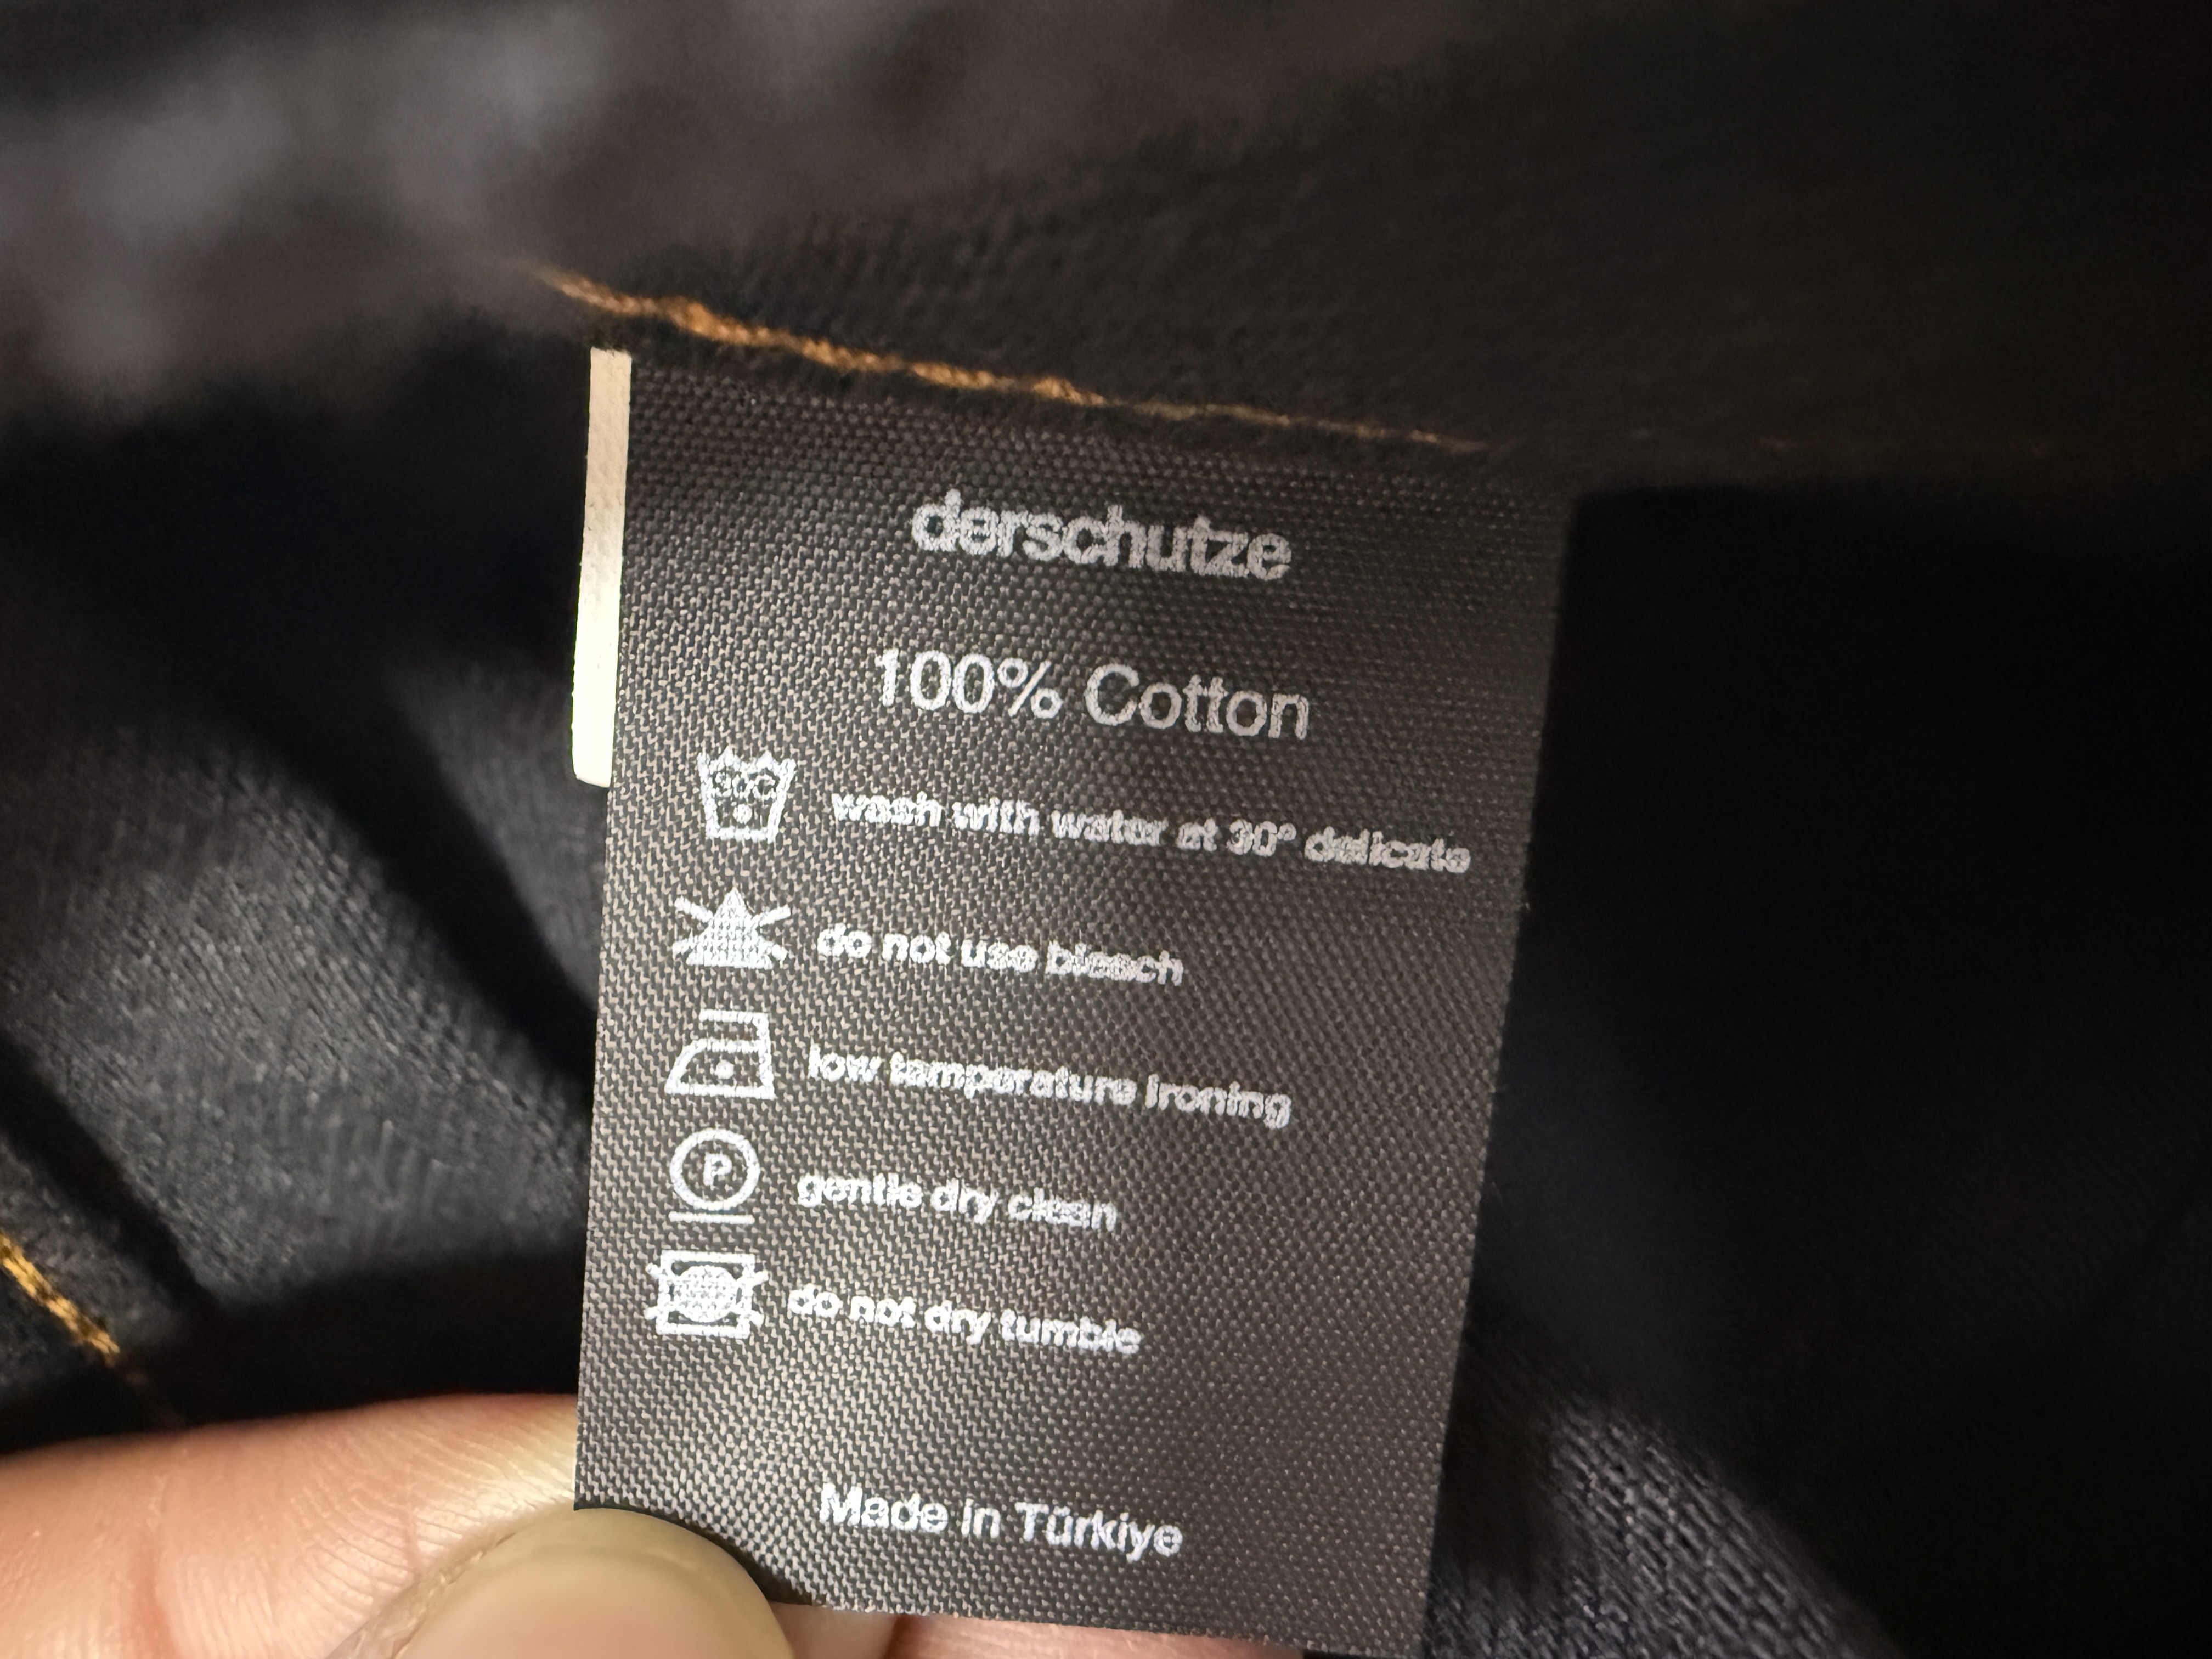 derschutze
100% Cotton
30°C
wash with water at 30° delicate
do not use bleach
low temperature ironing
P
gentle dry clean
do not dry tumble
Made in Türkiye